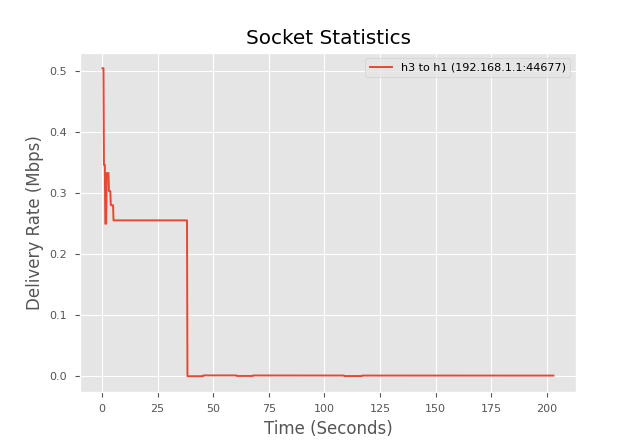 Socket Statistics
h3 to h1 (192.168.1.1:44677)
0.5
0.4
0.3
0.2
0.1
0.0
Delivery Rate (Mbps)
0 25 50 75 100 125 150 175 200
Time (Seconds)